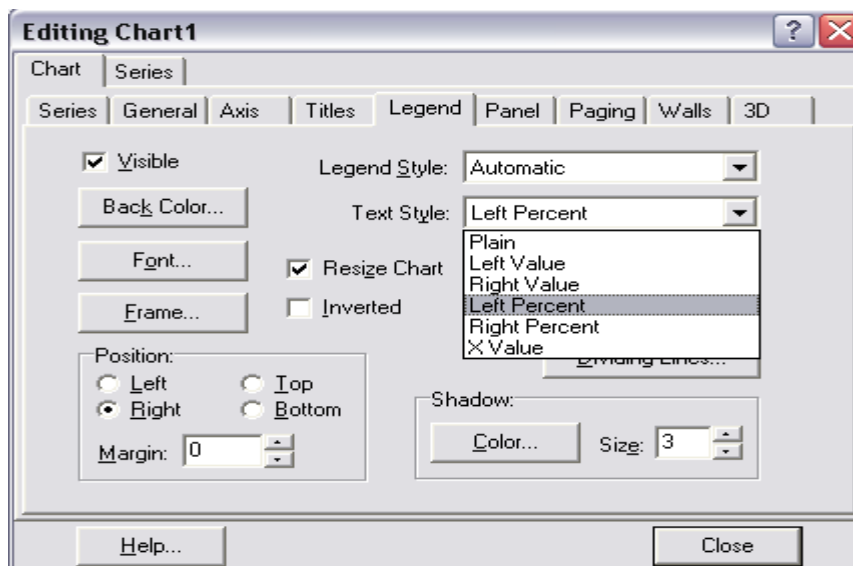 Editing Chart1
?
Chart Series
Series General Axis Titles Legend Panel Paging Walls 3D
Visible
Legend Style: Automatic
Back Color...
Text Style: Left Percent
Plain
Left Value
Right Value
Left Percent
Right Percent
X Value
Font...
Resize Chart
Frame...
Inverted
Dividing Lines...
Position:
Left Top
Right Bottom
Margin: 0
Shadow:
Color... Size: 3
Help... Close